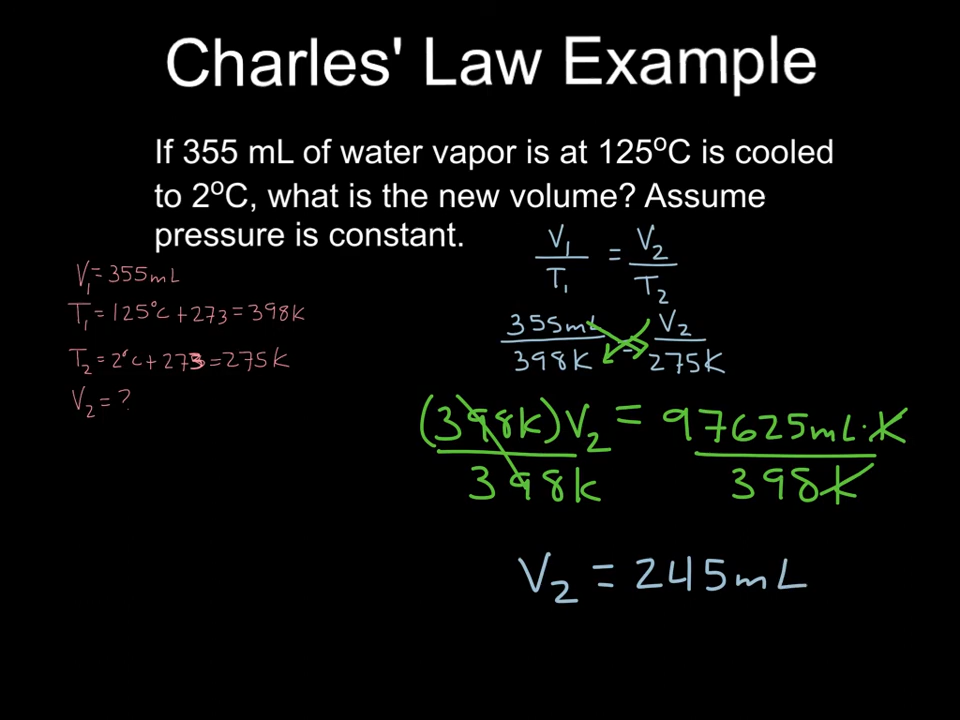 Charles' Law Example
If 355 mL of water vapor is at 125°C is cooled
to 2°C, what is the new volume? Assume
pressure is constant.
V₁/T₁ = V₂/T₂
V₁ = 355mL
T₁ = 125°C + 273 = 398K
T₂ = 2°C + 273 = 275K
V₂ = ?
355mL/398K = V₂/275K
(398K)V₂/398K = 97625mL·K/398K
V₂ = 245mL